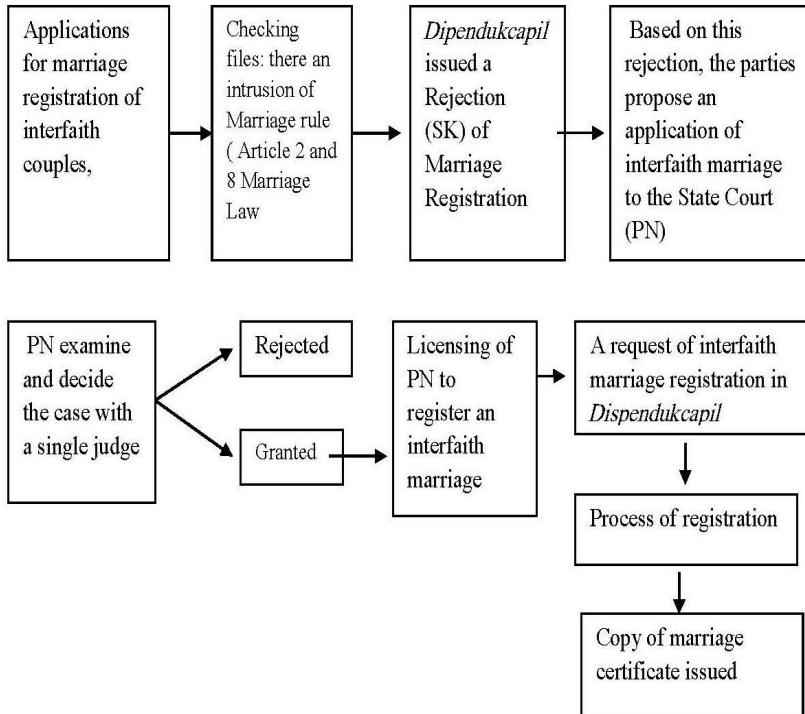 Applications
for marriage
registration of
interfaith
couples,
Checking
files: there an
intrusion of
Marriage rule
( Article 2 and
8 Marriage
Law
Dipendukcapil
issued a
Rejection
(SK) of
Marriage
Registration
Based on this
rejection, the
parties
propose an
application of
interfaith
marriage
to the State Court
(PN)
PN examine
and decide
the case with
a single judge
Rejected
Granted
Licensing of
PN to
register an
interfaith
marriage
A request of interfaith
marriage registration in
Dispendukcapil
Process of registration
Copy of marriage
certificate issued